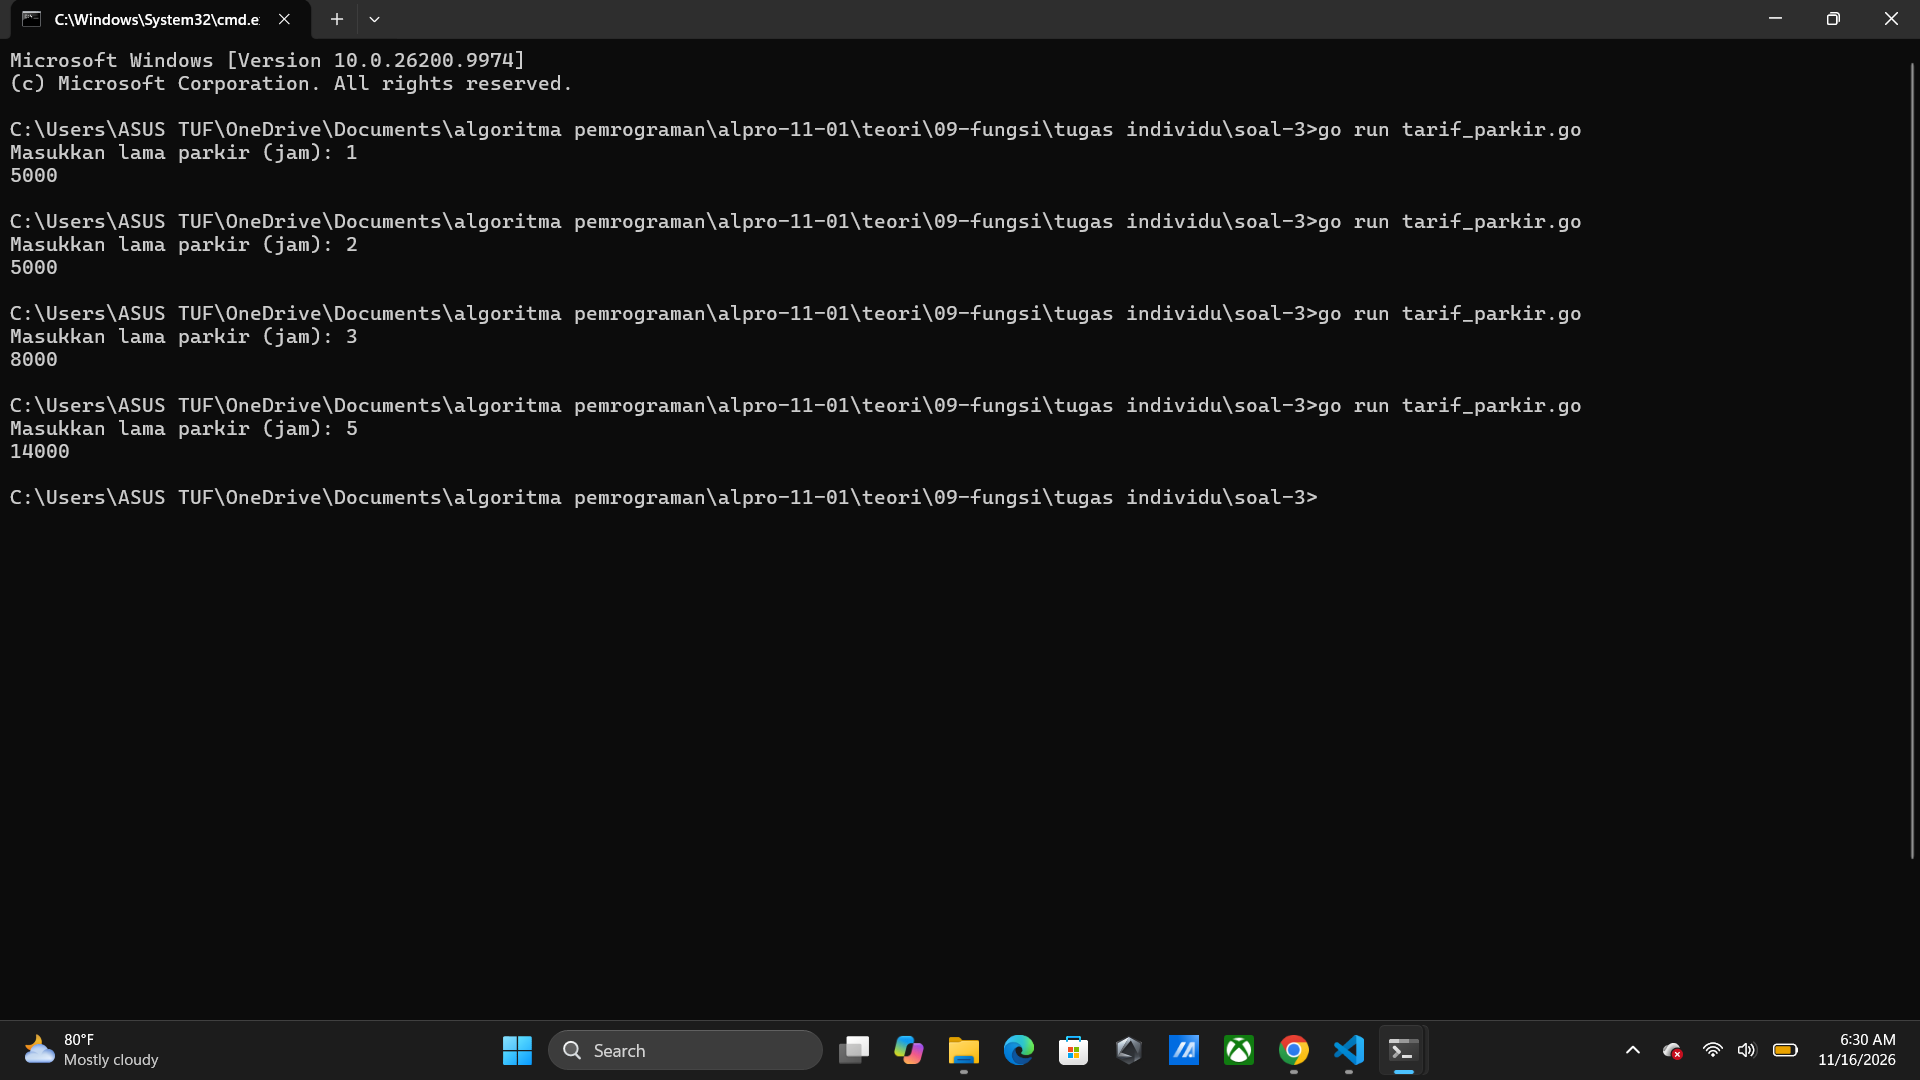 C:\Windows\System32\cmd.e
Microsoft Windows [Version 10.0.26200.9974]
(c) Microsoft Corporation. All rights reserved.
C:\Users\ASUS TUF\OneDrive\Documents\algoritma pemrograman\alpro-11-01\teori\09-fungsi\tugas individu\soal-3>go run tarif_parkir.go
Masukkan lama parkir (jam): 1
5000
C:\Users\ASUS TUF\OneDrive\Documents\algoritma pemrograman\alpro-11-01\teori\09-fungsi\tugas individu\soal-3>go run tarif_parkir.go
Masukkan lama parkir (jam): 2
5000
C:\Users\ASUS TUF\OneDrive\Documents\algoritma pemrograman\alpro-11-01\teori\09-fungsi\tugas individu\soal-3>go run tarif_parkir.go
Masukkan lama parkir (jam): 3
8000
C:\Users\ASUS TUF\OneDrive\Documents\algoritma pemrograman\alpro-11-01\teori\09-fungsi\tugas individu\soal-3>go run tarif_parkir.go
Masukkan lama parkir (jam): 5
14000
C:\Users\ASUS TUF\OneDrive\Documents\algoritma pemrograman\alpro-11-01\teori\09-fungsi\tugas individu\soal-3>
80°F
Mostly cloudy
Search
6:30 AM
11/16/2026